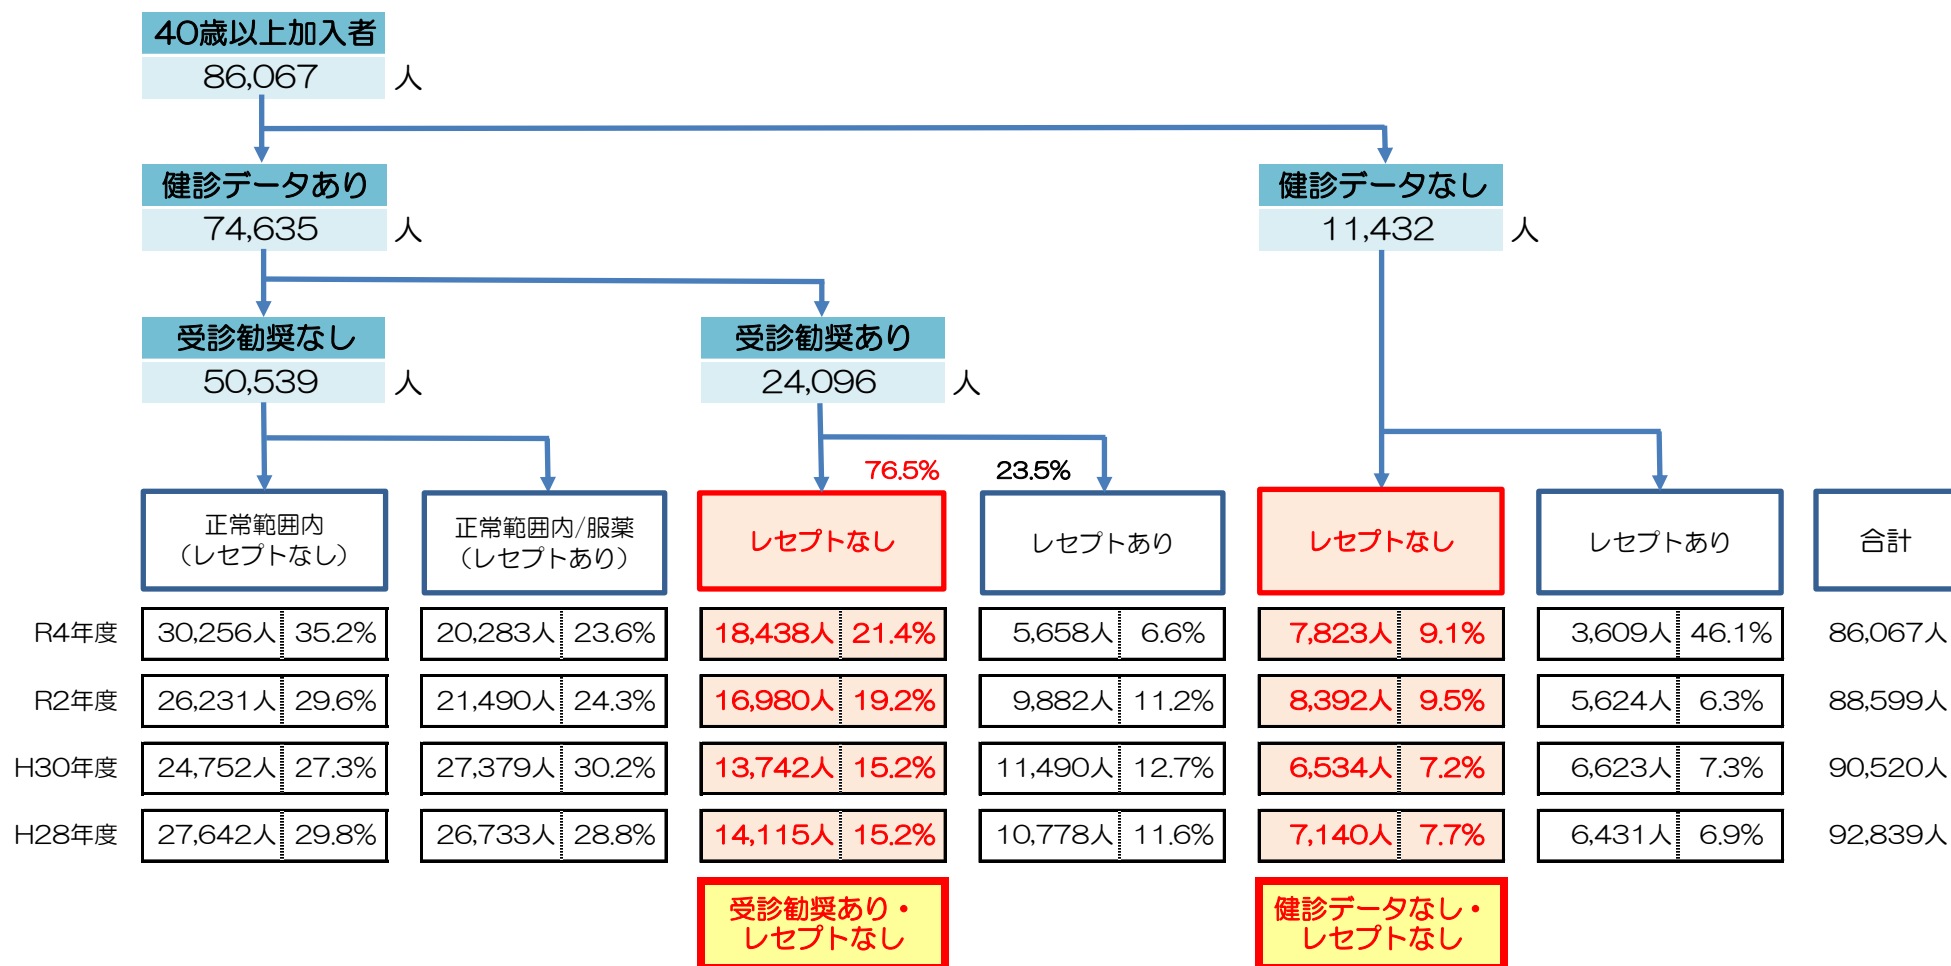 40歳以上加入者
86,067 人
健診データあり 健診データなし
74,635 人 11,432 人
受診勧奨なし 受診勧奨あり
50,539 人 24,096 人
76.5% 23.5%
正常範囲内
（レセプトなし）
正常範囲内/服薬
（レセプトあり）
レセプトなし
レセプトあり
レセプトなし
レセプトあり
合計
R4年度 30,256人 35.2% 20,283人 23.6% 18,438人 21.4% 5,658人 6.6% 7,823人 9.1% 3,609人 46.1% 86,067人
R2年度 26,231人 29.6% 21,490人 24.3% 16,980人 19.2% 9,882人 11.2% 8,392人 9.5% 5,624人 6.3% 88,599人
H30年度 24,752人 27.3% 27,379人 30.2% 13,742人 15.2% 11,490人 12.7% 6,534人 7.2% 6,623人 7.3% 90,520人
H28年度 27,642人 29.8% 26,733人 28.8% 14,115人 15.2% 10,778人 11.6% 7,140人 7.7% 6,431人 6.9% 92,839人
受診勧奨あり・
レセプトなし
健診データなし・
レセプトなし